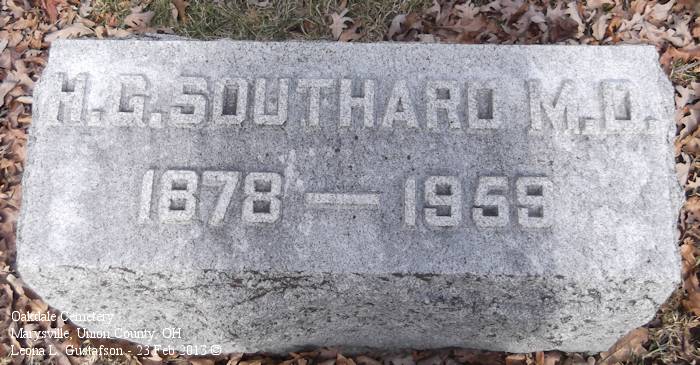 H. G. SOUTHARD M.D.
1878 — 1959
Oakdale Cemetery
Marysville, Union County, OH
Leona L. Gustafson - 23 Feb 2013 ©